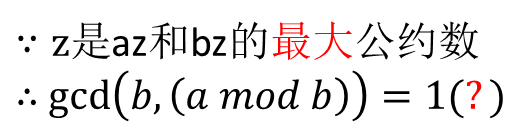 ∵ z是az和bz的最大公约数
∴ gcd(b, (a mod b)) = 1(?)